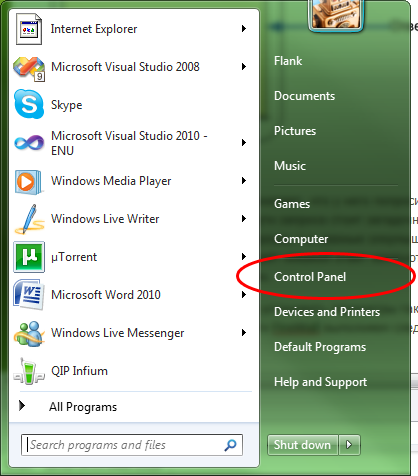 Internet Explorer
Microsoft Visual Studio 2008
9
Skype
Microsoft Visual Studio 2010 -
ENU
Windows Media Player
Windows Live Writer
µTorrent
Microsoft Word 2010
Windows Live Messenger
QIP Infium
All Programs
Search programs and files
Flank
Documents
Pictures
Music
Games
Computer
Control Panel
Devices and Printers
Default Programs
Help and Support
Shut down